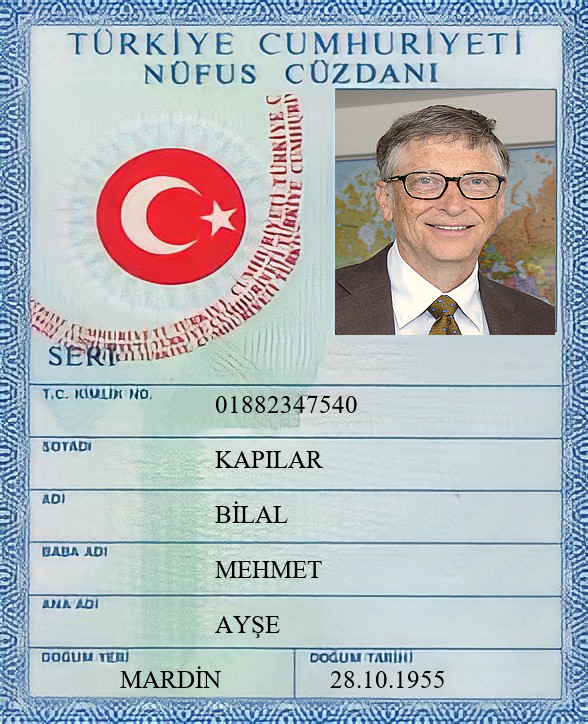 TÜRKİYE CUMHURİYETİ
NÜFUS CÜZDANI
SERİ
T.C. KİMLİK NO.
01882347540
SOYADI
KAPILAR
ADI
BİLAL
BABA ADI
MEHMET
ANA ADI
AYŞE
DOĞUM YERİ
DOĞUM TARİHİ
MARDİN
28.10.1955